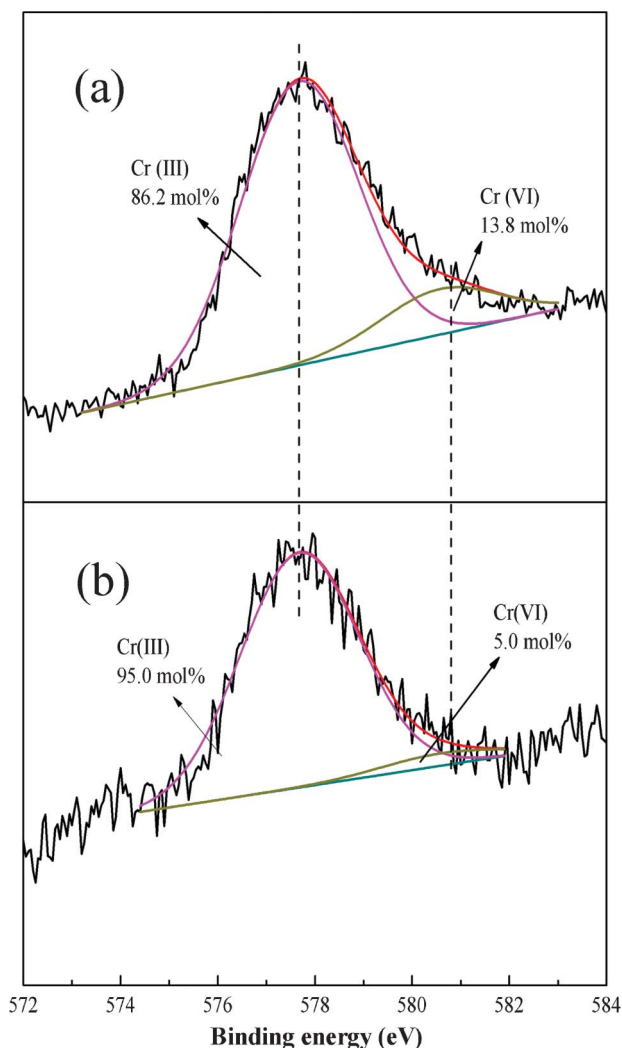 (a)
Cr (III)
86.2 mol%
Cr (VI)
13.8 mol%
(b)
Cr(III)
95.0 mol%
Cr(VI)
5.0 mol%
572 574 576 578 580 582 584
Binding energy (eV)